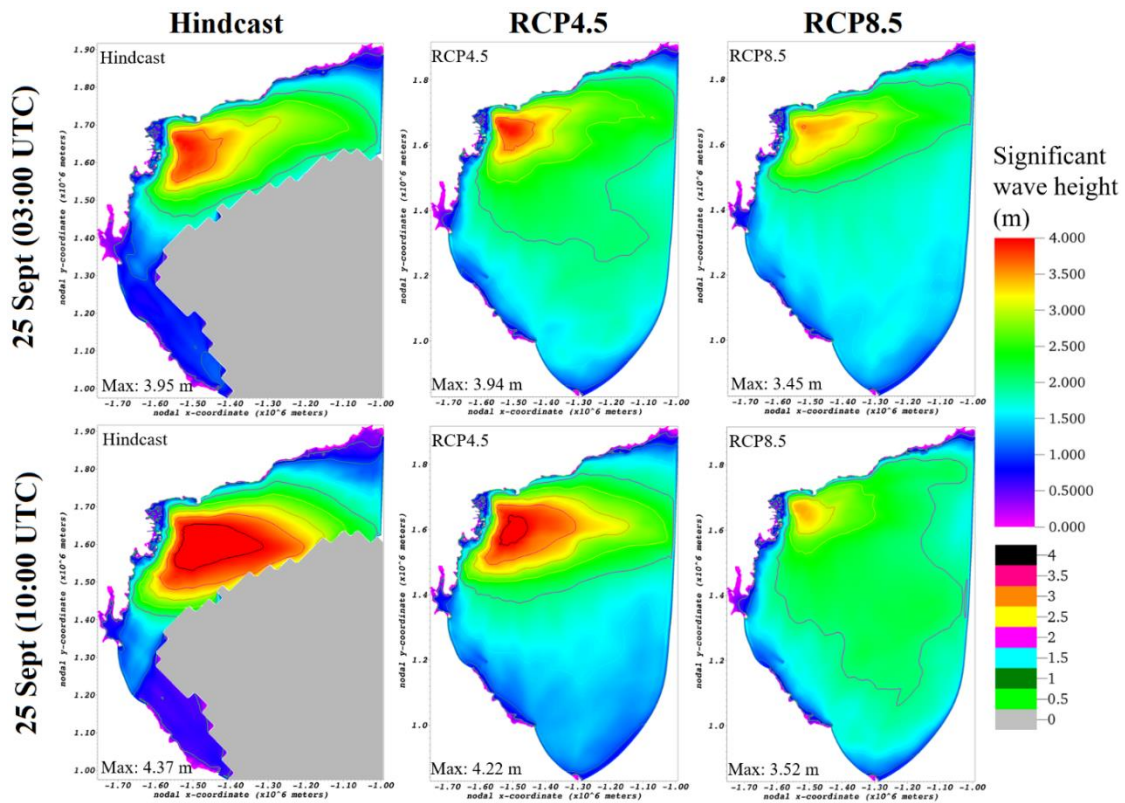 Hindcast RCP4.5 RCP8.5
25 Sept (03:00 UTC)
nodal y-coordinate (x10^6 meters)
1.90
1.80
1.70
1.60
1.50
1.40
1.30
1.20
1.10
1.00
Hindcast
Max: 3.95 m
-1.70 -1.60 -1.50 -1.40 -1.30 -1.20 -1.10 -1.00
nodal x-coordinate (x10^6 meters)
nodal y-coordinate (x10^6 meters)
1.8
1.6
1.4
1.2
1.0
RCP4.5
Max: 3.94 m
-1.70 -1.60 -1.50 -1.40 -1.30 -1.20 -1.10 -1.00
nodal x-coordinate (x10^6 meters)
nodal y-coordinate (x10^6 meters)
1.8
1.6
1.4
1.2
1.0
RCP8.5
Max: 3.45 m
-1.70 -1.60 -1.50 -1.40 -1.30 -1.20 -1.10 -1.00
nodal x-coordinate (x10^6 meters)
25 Sept (10:00 UTC)
nodal y-coordinate (x10^6 meters)
1.90
1.80
1.70
1.60
1.50
1.40
1.30
1.20
1.10
1.00
Hindcast
Max: 4.37 m
-1.70 -1.60 -1.50 -1.40 -1.30 -1.20 -1.10 -1.00
nodal x-coordinate (x10^6 meters)
nodal y-coordinate (x10^6 meters)
1.8
1.6
1.4
1.2
1.0
RCP4.5
Max: 4.22 m
-1.70 -1.60 -1.50 -1.40 -1.30 -1.20 -1.10 -1.00
nodal x-coordinate (x10^6 meters)
nodal y-coordinate (x10^6 meters)
1.8
1.6
1.4
1.2
1.0
RCP8.5
Max: 3.52 m
-1.70 -1.60 -1.50 -1.40 -1.30 -1.20 -1.10 -1.00
nodal x-coordinate (x10^6 meters)
Significant
wave height
(m)
4.000
3.500
3.000
2.500
2.000
1.500
1.000
0.5000
0.000
4
3.5
3
2.5
2
1.5
1
0.5
0